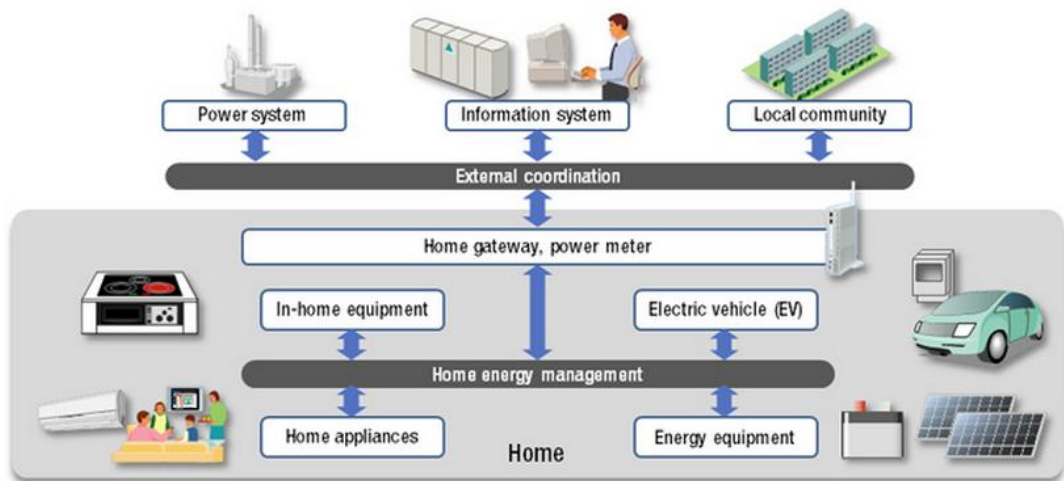 Power system
Information system
Local community
External coordination
Home gateway, power meter
In-home equipment
Electric vehicle (EV)
Home energy management
Home appliances
Energy equipment
Home